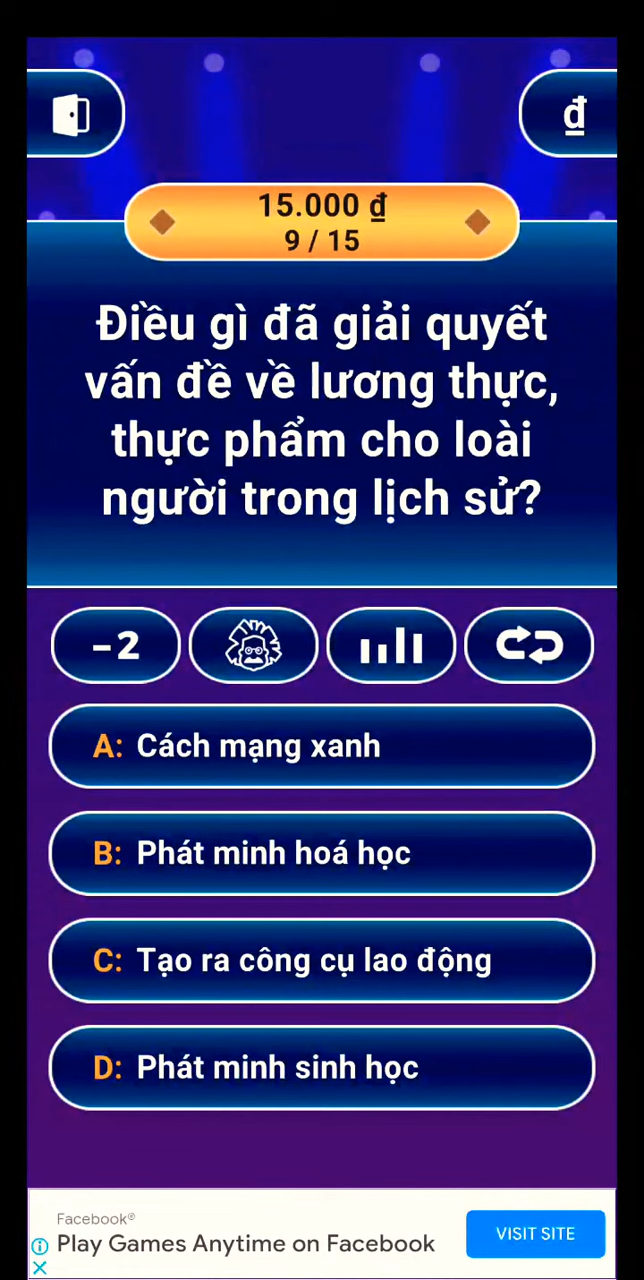 ₫
15.000 ₫
9 / 15
Điều gì đã giải quyết
vấn đề về lương thực,
thực phẩm cho loài
người trong lịch sử?
–2
A: Cách mạng xanh
B: Phát minh hoá học
C: Tạo ra công cụ lao động
D: Phát minh sinh học
Facebook®
Play Games Anytime on Facebook
VISIT SITE